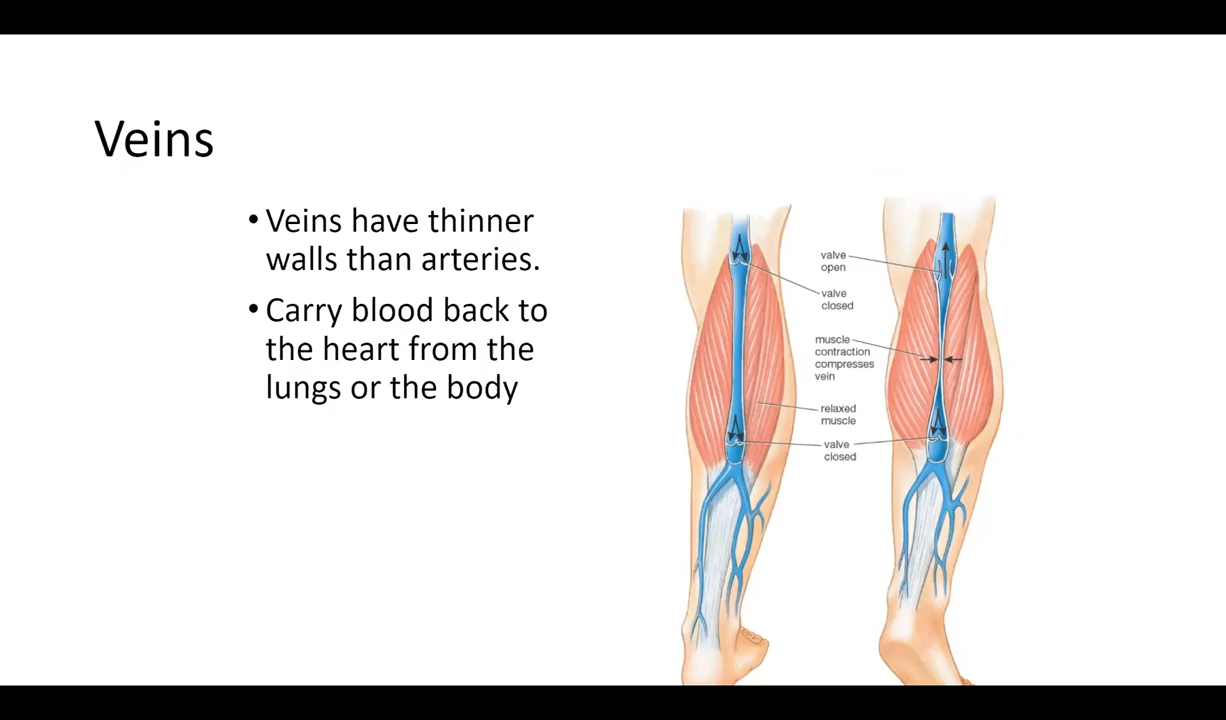 Veins
• Veins have thinner
walls than arteries.
• Carry blood back to
the heart from the
lungs or the body
valve
open
valve
closed
muscle
contraction
compresses
vein
relaxed
muscle
valve
closed